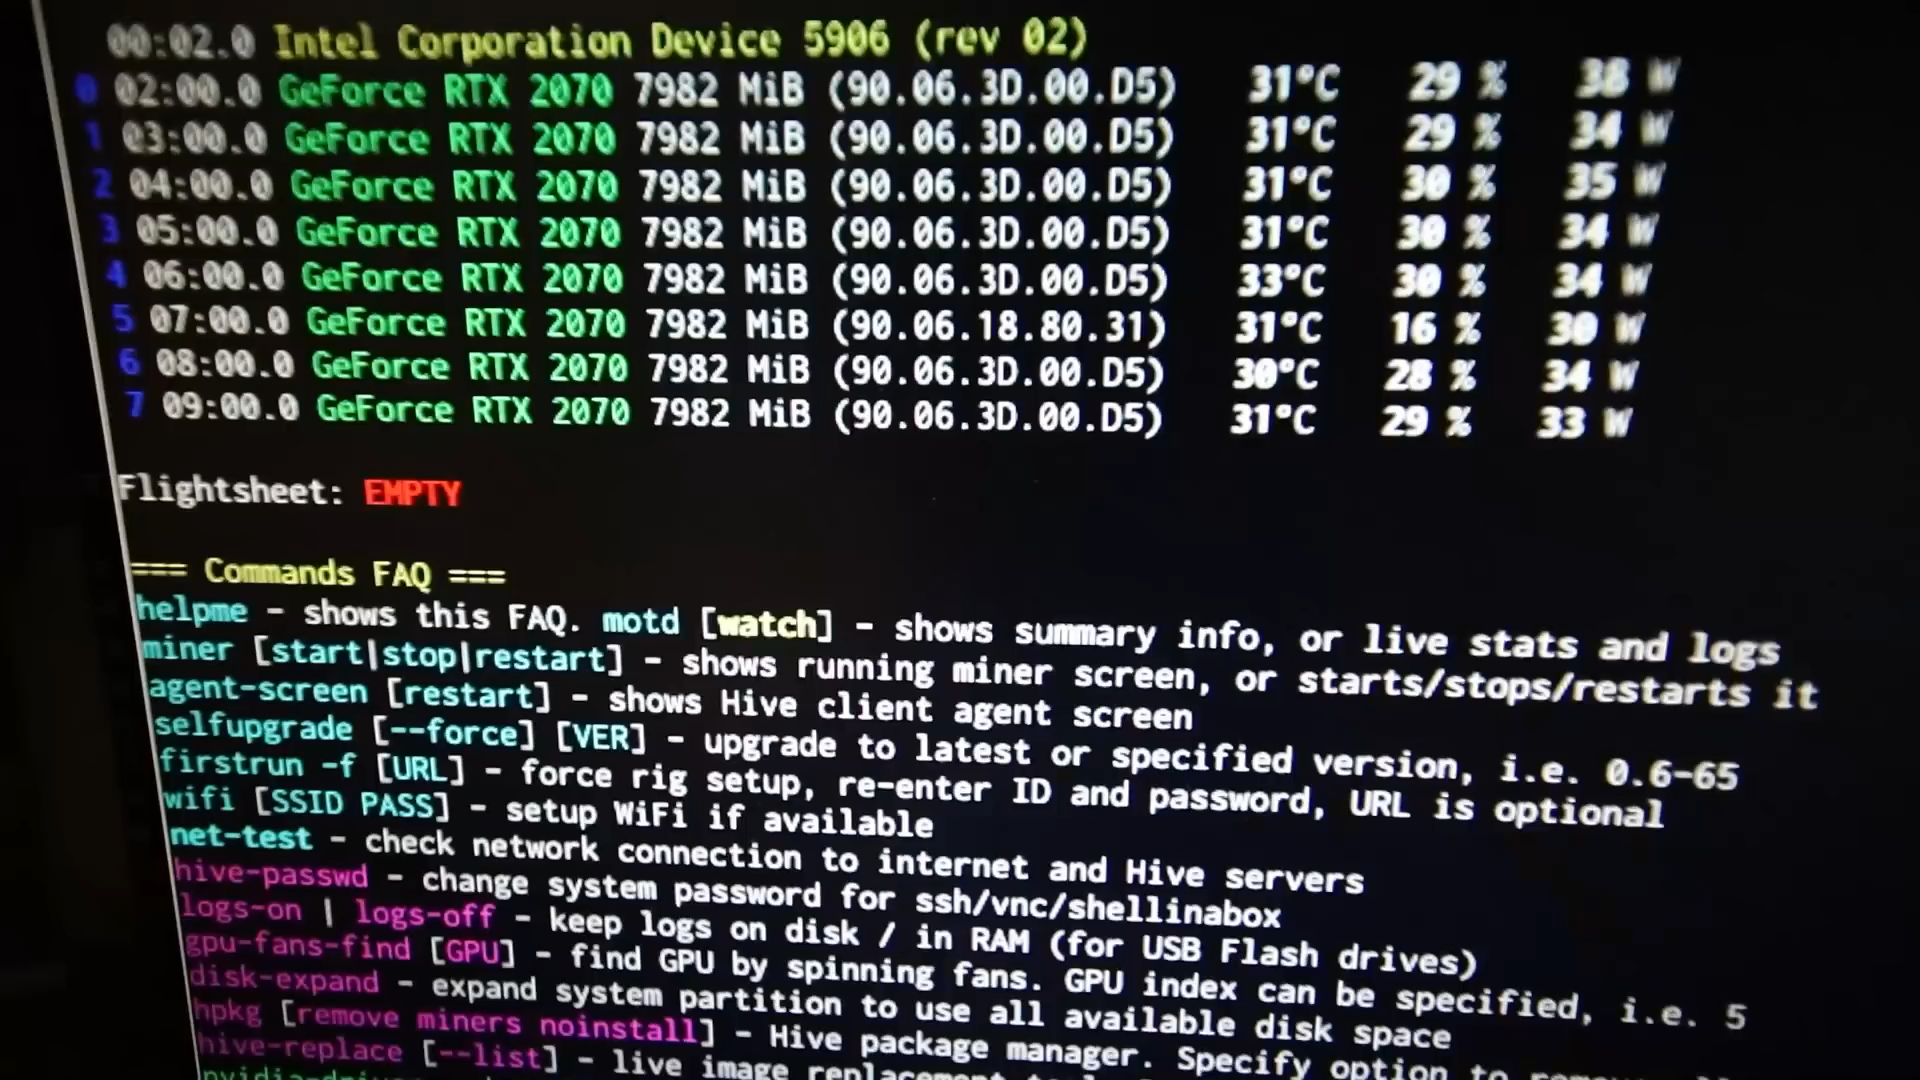 00:02.0 Intel Corporation Device 5906 (rev 02)
0 02:00.0 GeForce RTX 2070 7982 MiB (90.06.3D.00.D5) 31°C 29 % 38 W
1 03:00.0 GeForce RTX 2070 7982 MiB (90.06.3D.00.D5) 31°C 29 % 34 W
2 04:00.0 GeForce RTX 2070 7982 MiB (90.06.3D.00.D5) 31°C 30 % 35 W
3 05:00.0 GeForce RTX 2070 7982 MiB (90.06.3D.00.D5) 31°C 30 % 34 W
4 06:00.0 GeForce RTX 2070 7982 MiB (90.06.3D.00.D5) 33°C 30 % 34 W
5 07:00.0 GeForce RTX 2070 7982 MiB (90.06.18.80.31) 31°C 16 % 30 W
6 08:00.0 GeForce RTX 2070 7982 MiB (90.06.3D.00.D5) 30°C 28 % 34 W
7 09:00.0 GeForce RTX 2070 7982 MiB (90.06.3D.00.D5) 31°C 29 % 33 W
Flightsheet: EMPTY
=== Commands FAQ ===
helpme - shows this FAQ. motd [watch] - shows summary info, or live stats and logs
miner [start|stop|restart] - shows running miner screen, or starts/stops/restarts it
agent-screen [restart] - shows Hive client agent screen
selfupgrade [--force] [VER] - upgrade to latest or specified version, i.e. 0.6-65
firstrun -f [URL] - force rig setup, re-enter ID and password, URL is optional
wifi [SSID PASS] - setup WiFi if available
net-test - check network connection to internet and Hive servers
hive-passwd - change system password for ssh/vnc/shellinabox
logs-on | logs-off - keep logs on disk / in RAM (for USB Flash drives)
gpu-fans-find [GPU] - find GPU by spinning fans. GPU index can be specified, i.e. 5
disk-expand - expand system partition to use all available disk space
hpkg [remove miners noinstall] - Hive package manager. Specify option to
hive-replace [--list] - live image